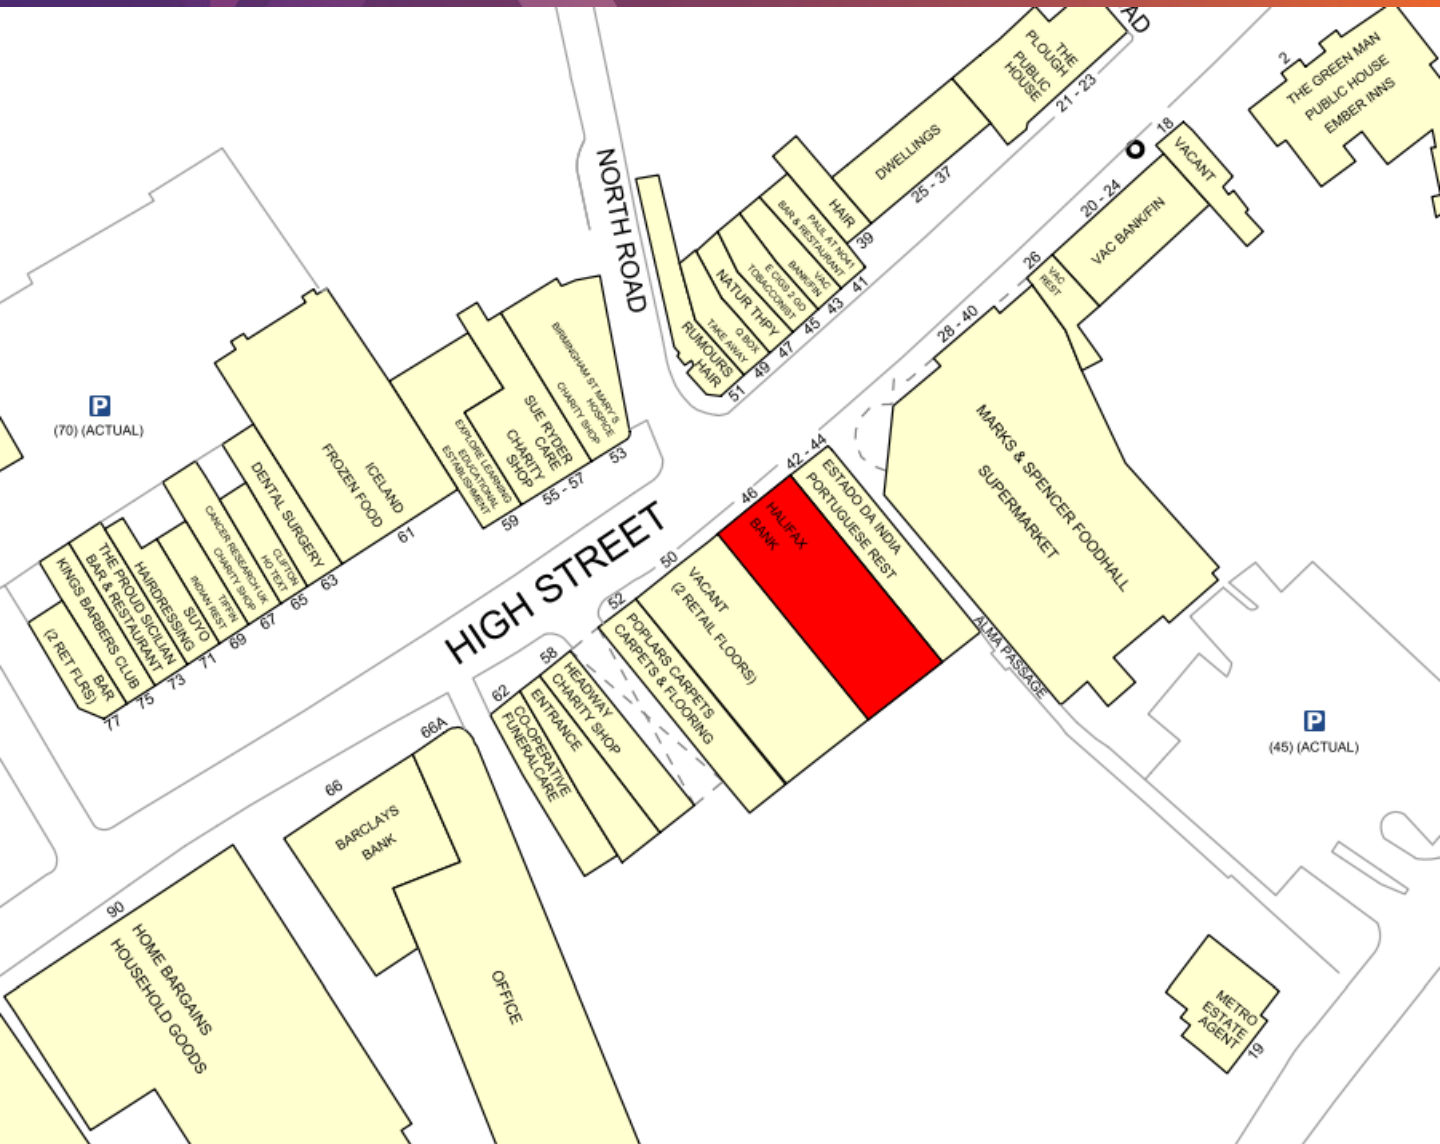 AD
THE
PLOUGH
PUBLIC
HOUSE
21 - 23
2
THE GREEN MAN
PUBLIC HOUSE
EMBER INNS
DWELLINGS
25 - 37
18
VACANT
20 - 24
VAC BANK/FIN
26
VAC
REST
28 - 40
NORTH ROAD
HAIR
39
PAUL AT NO41
BAR & RESTAURANT
41
VAC
BANK/FIN
43
E CIGS 2 GO
TOBACCONIST
45
NATUR THPY
47
Q BOX
TAKE AWAY
49
RUMOURS
HAIR
51
BIRMINGHAM ST MARY'S
HOSPICE
CHARITY SHOP
53
SUE RYDER
CARE
CHARITY
SHOP
55 - 57
EXPLORE LEARNING
EDUCATIONAL
ESTABLISHMENT
59
ICELAND
FROZEN FOOD
61
P
(70) (ACTUAL)
DENTAL SURGERY
63
CLIFTON
HO TEXT
65
CANCER RESEARCH UK
CHARITY SHOP
67
TIFFIN
INDIAN REST
69
SUYO
HAIRDRESSING
71
THE PROUD SICILIAN
BAR & RESTAURANT
73
KINGS BARBERS CLUB
75
BAR
(2 RET FLRS)
77
HIGH STREET
MARKS & SPENCER FOODHALL
SUPERMARKET
42 - 44
ESTADO DA INDIA
PORTUGUESE REST
46
HALIFAX
BANK
50
VACANT
(2 RETAIL FLOORS)
52
POPLARS CARPETS
CARPETS & FLOORING
58
HEADWAY
CHARITY SHOP
ENTRANCE
62
CO-OPERATIVE
FUNERALCARE
ALMA PASSAGE
P
(45) (ACTUAL)
66A
66
BARCLAYS
BANK
OFFICE
90
HOME BARGAINS
HOUSEHOLD GOODS
METRO
ESTATE
AGENT
19